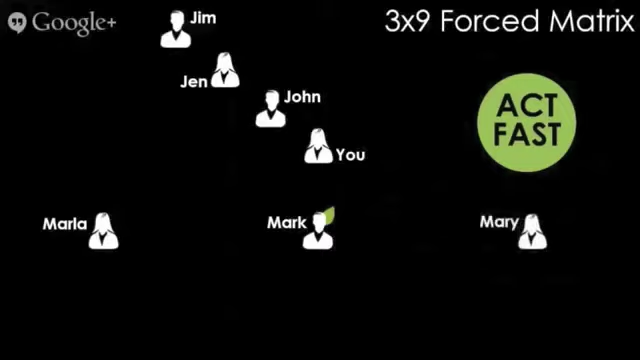 Google+
Jim
3x9 Forced Matrix
Jen
John
ACT
FAST
You
Marla
Mark
Mary